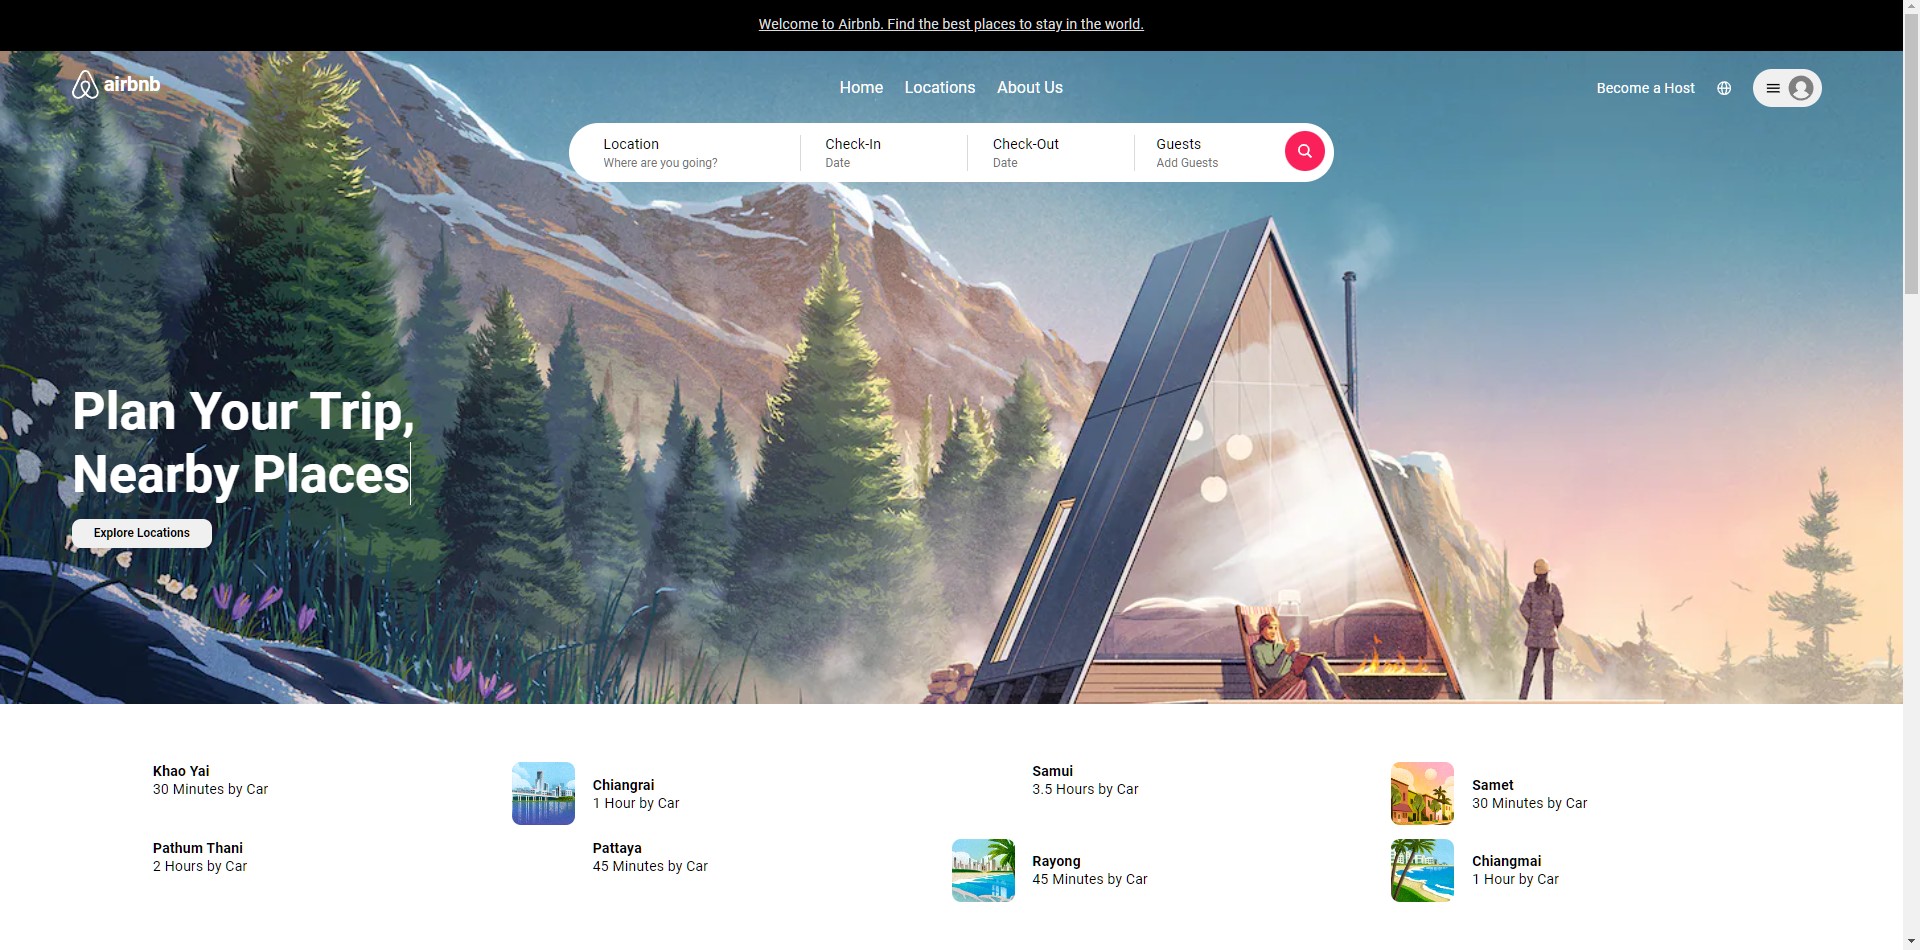 Welcome to Airbnb. Find the best places to stay in the world.
airbnb
Home
Locations
About Us
Become a Host
Location
Where are you going?
Check-In
Date
Check-Out
Date
Guests
Add Guests
Plan Your Trip,
Nearby Places
Explore Locations
Khao Yai
30 Minutes by Car
Chiangrai
1 Hour by Car
Samui
3.5 Hours by Car
Samet
30 Minutes by Car
Pathum Thani
2 Hours by Car
Pattaya
45 Minutes by Car
Rayong
45 Minutes by Car
Chiangmai
1 Hour by Car